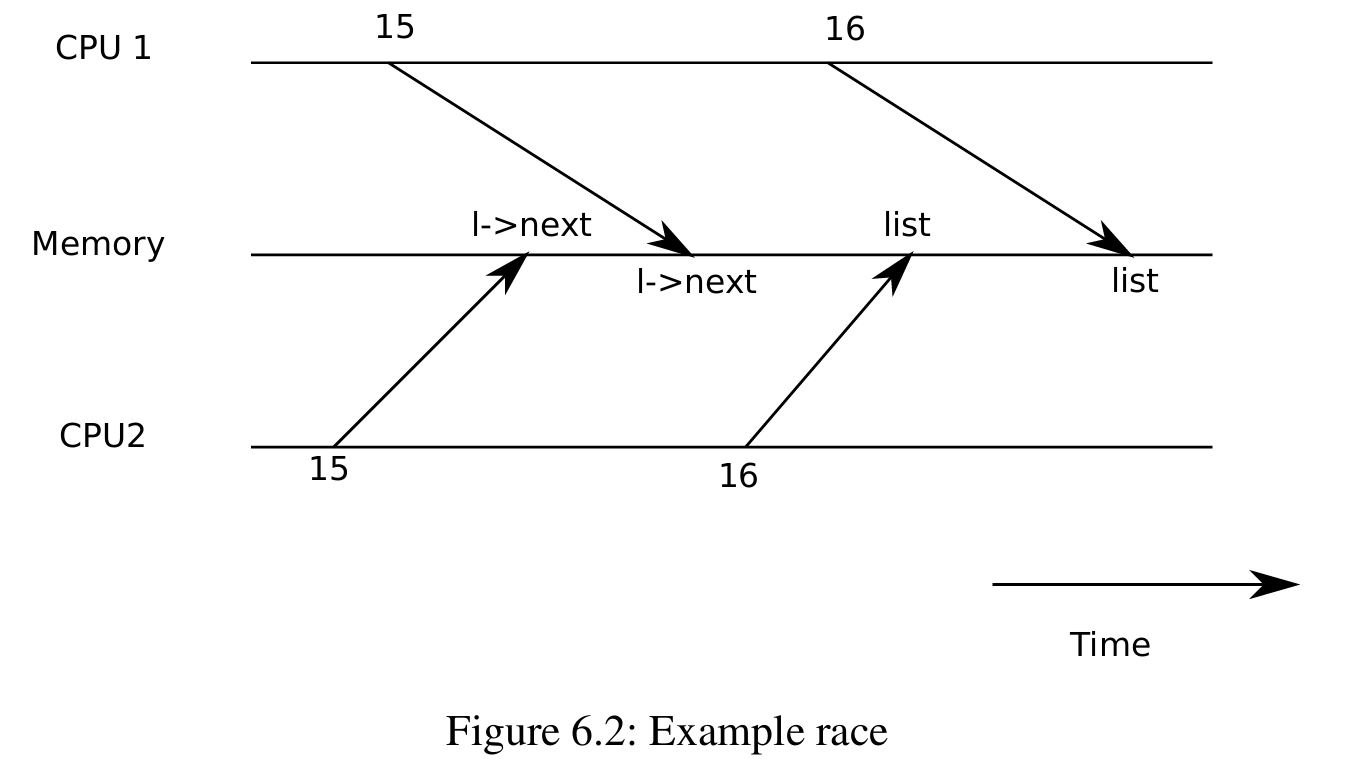 15 16
CPU 1
l->next list
Memory
l->next list
CPU2
15 16
Time
Figure 6.2: Example race